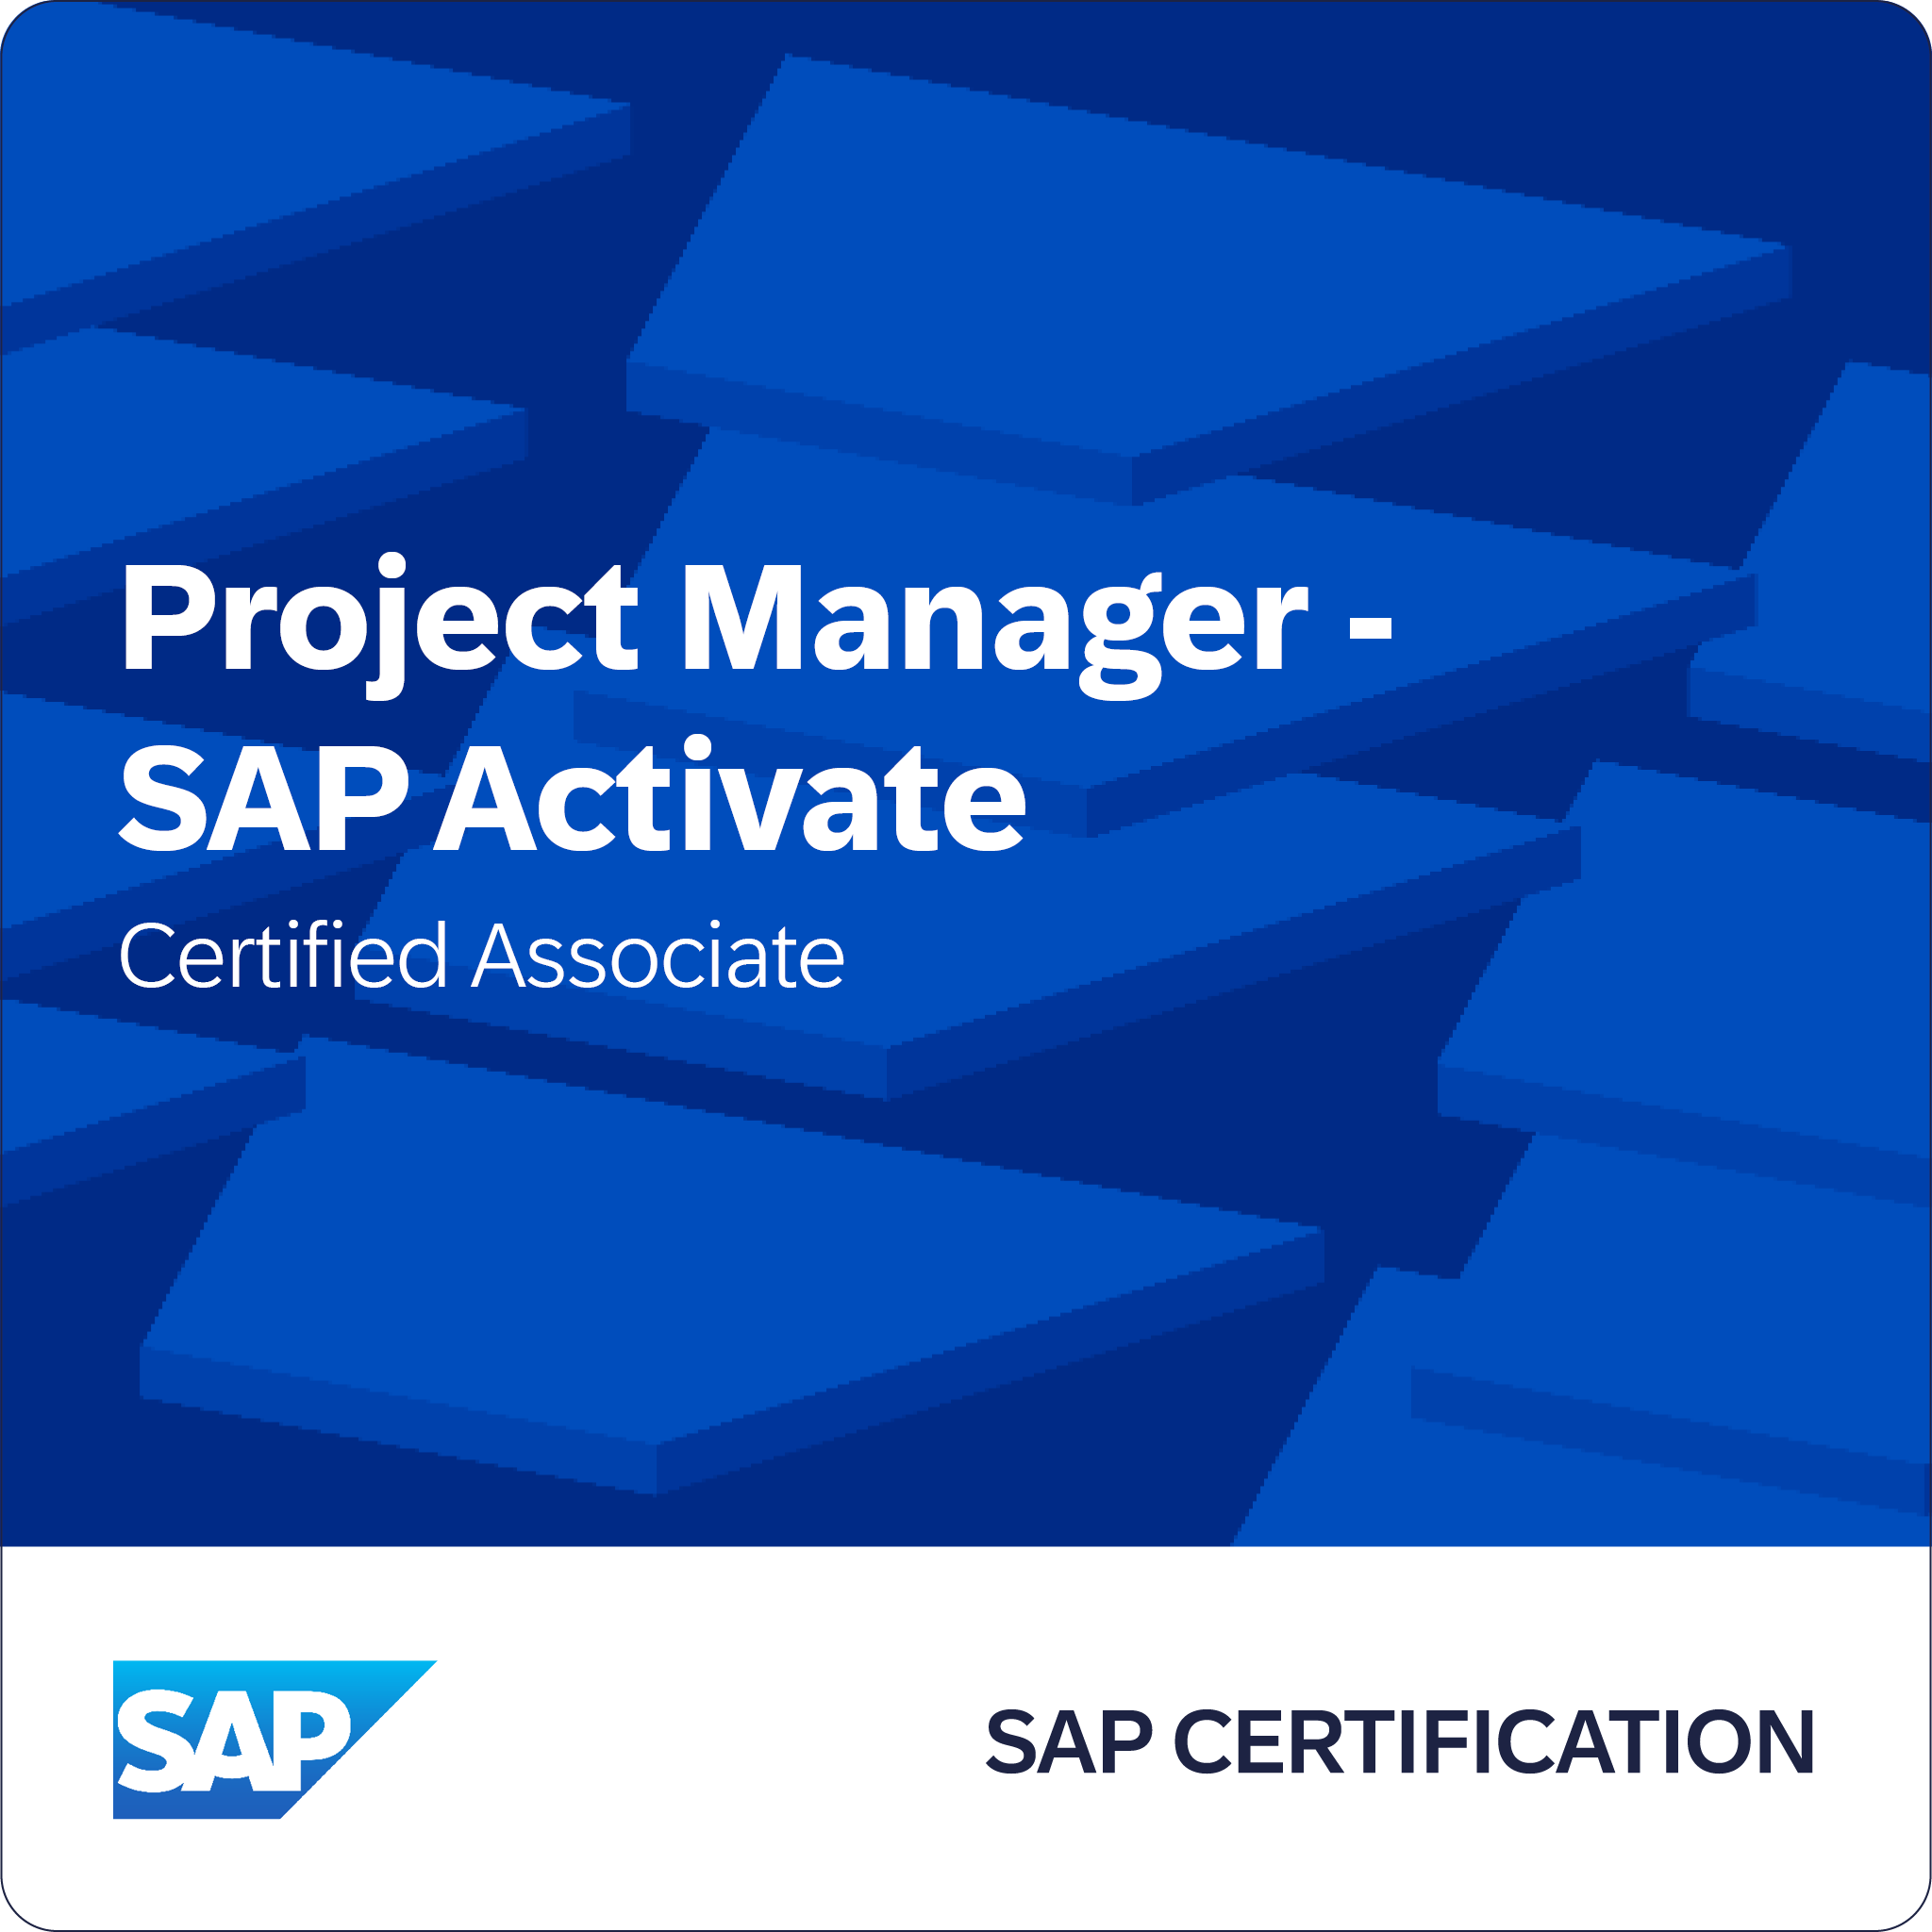 Project Manager -
SAP Activate
Certified Associate
SAP
SAP CERTIFICATION